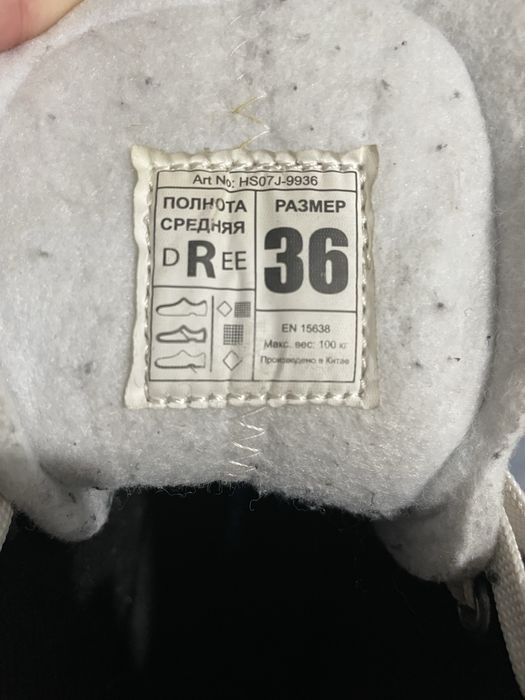 Art No: HS07J-9936
ПОЛНОТА
СРЕДНЯЯ
D R EE
РАЗМЕР
36
EN 15638
Макс. вес: 100 кг
Произведено в Китае